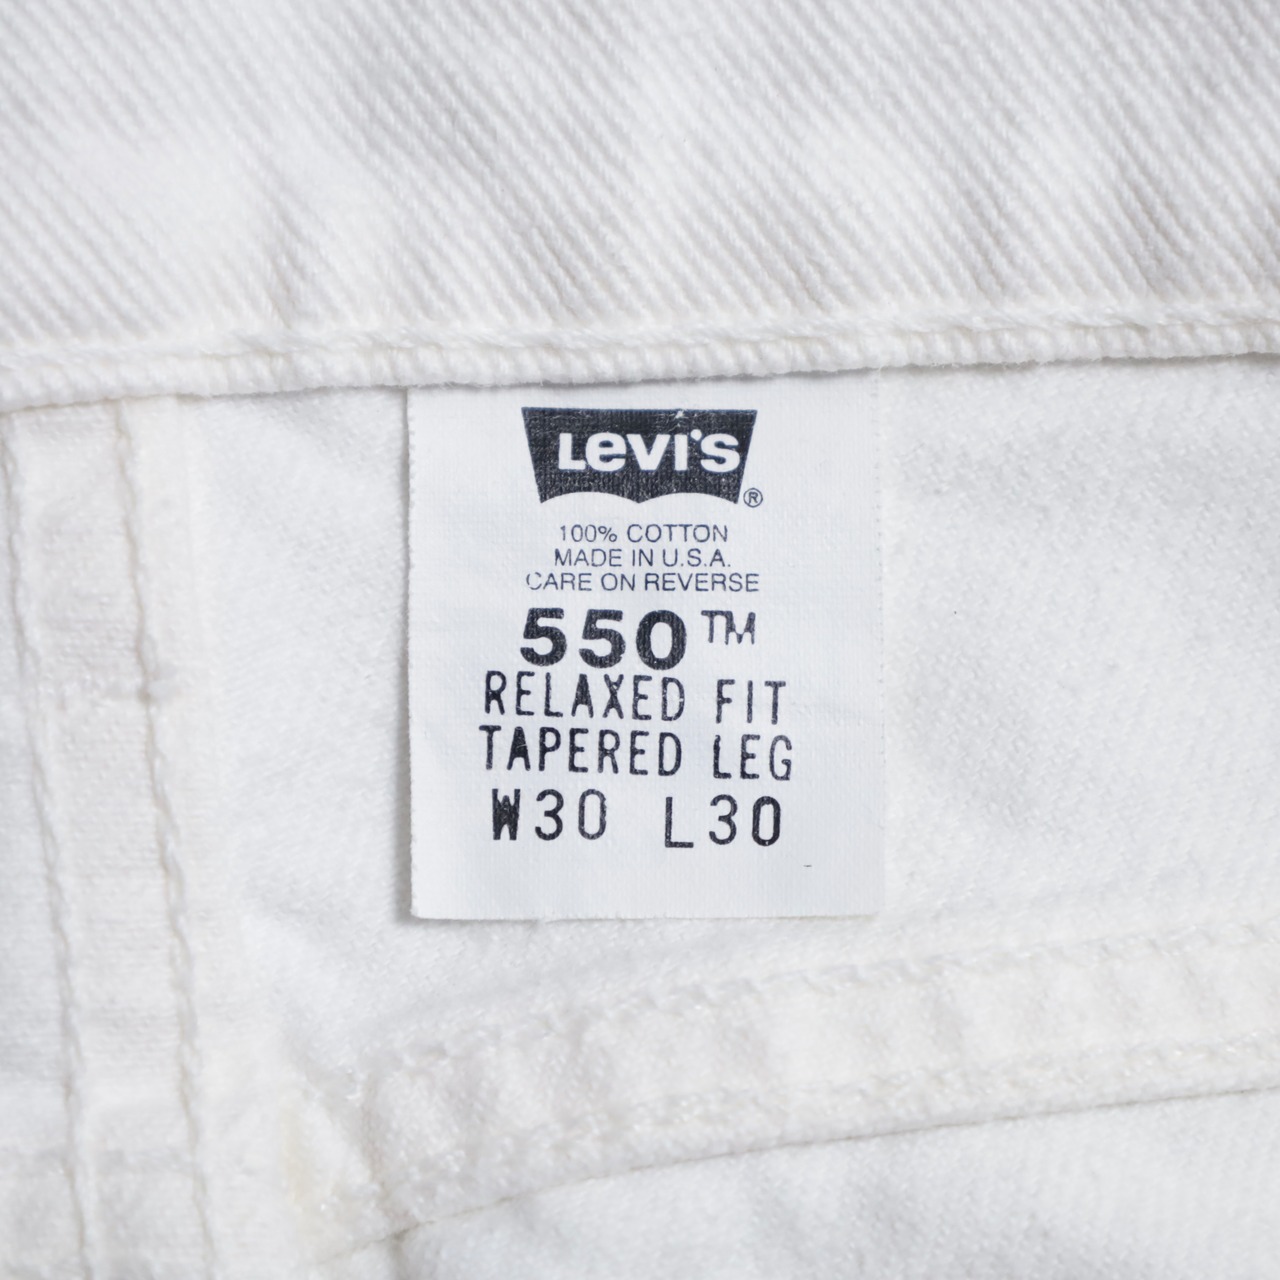 Levi's®
100% COTTON
MADE IN U.S.A.
CARE ON REVERSE
550™
RELAXED FIT
TAPERED LEG
W30 L30